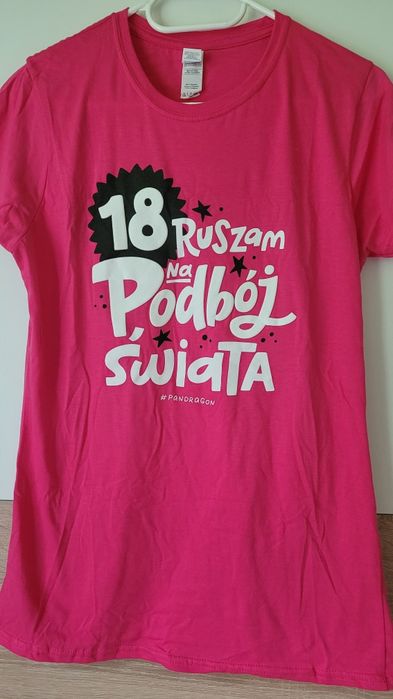 18 RUSZAM
NA
PODBÓJ
ŚWIATA
#PANDRAGON